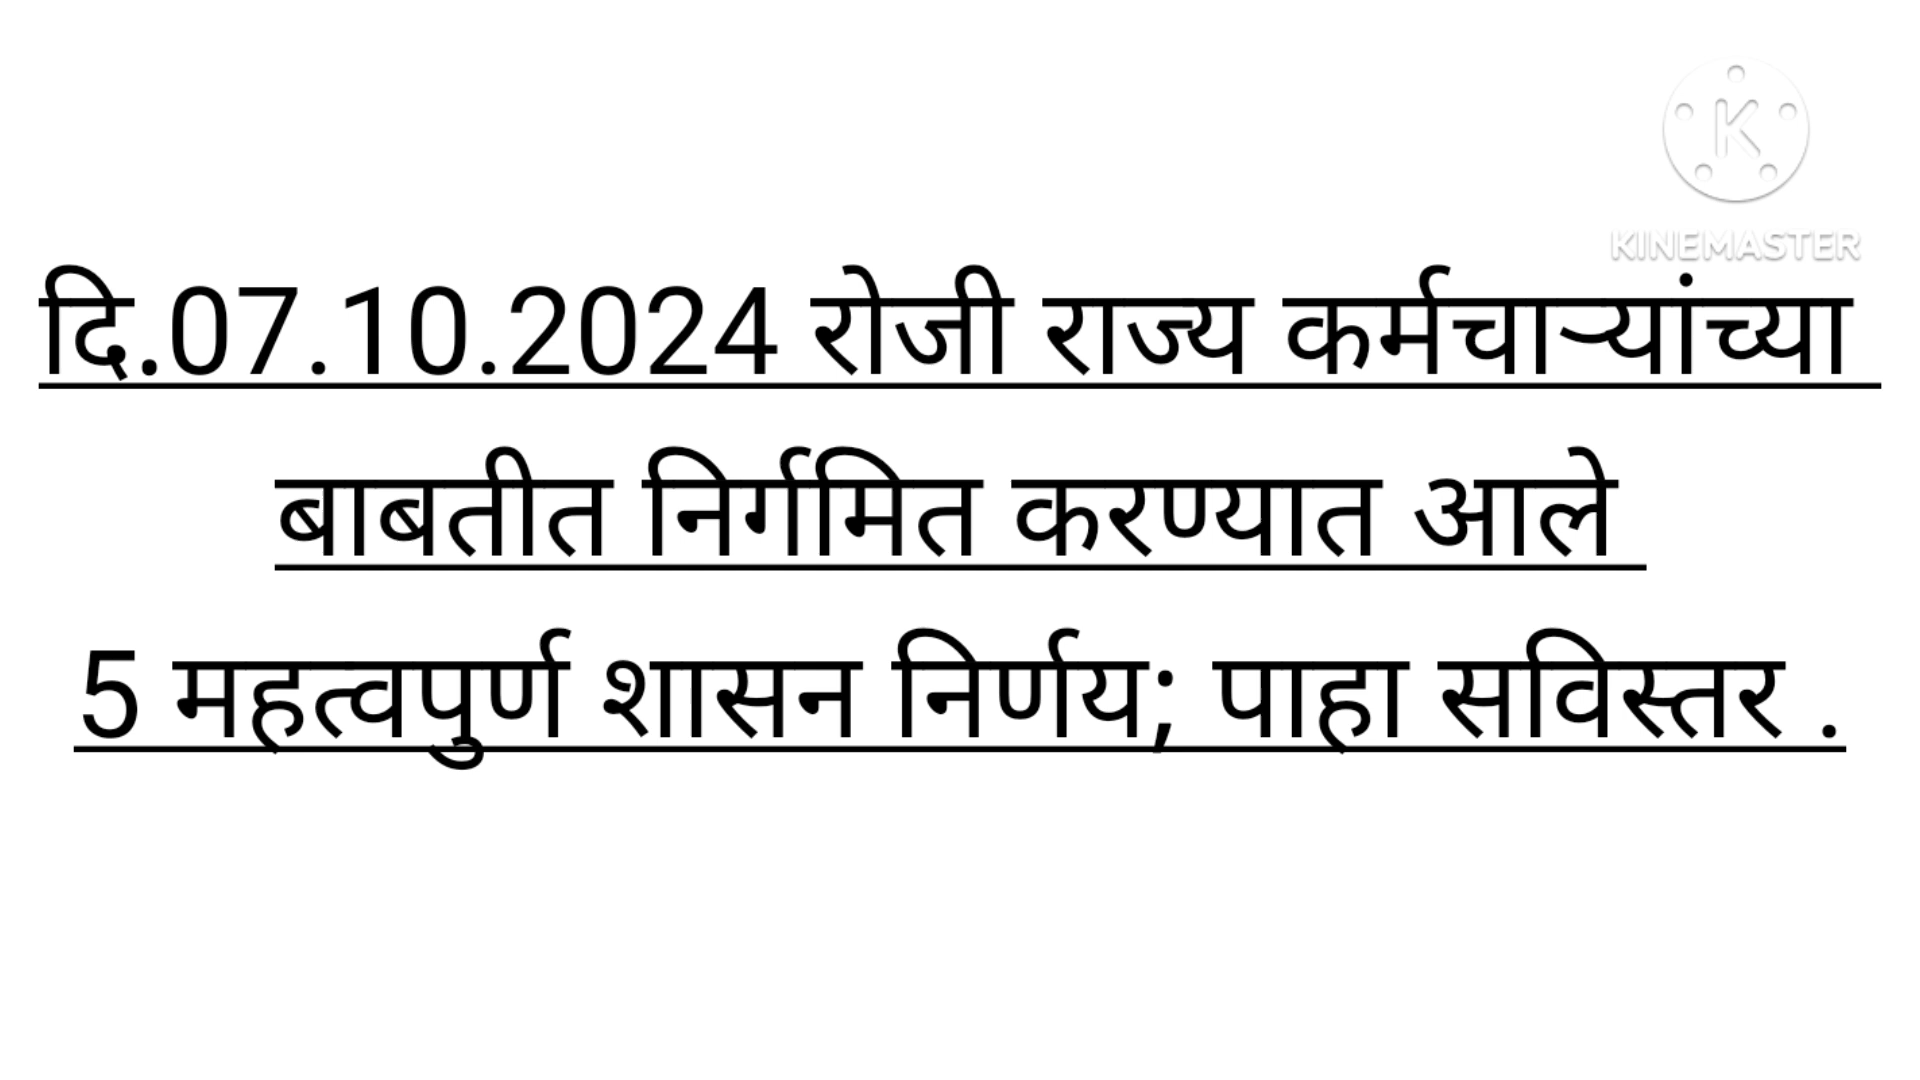 K
KINEMASTER
दि.07.10.2024 रोजी राज्य कर्मचाऱ्यांच्या
बाबतीत निर्गमित करण्यात आले
5 महत्वपुर्ण शासन निर्णय; पाहा सविस्तर .